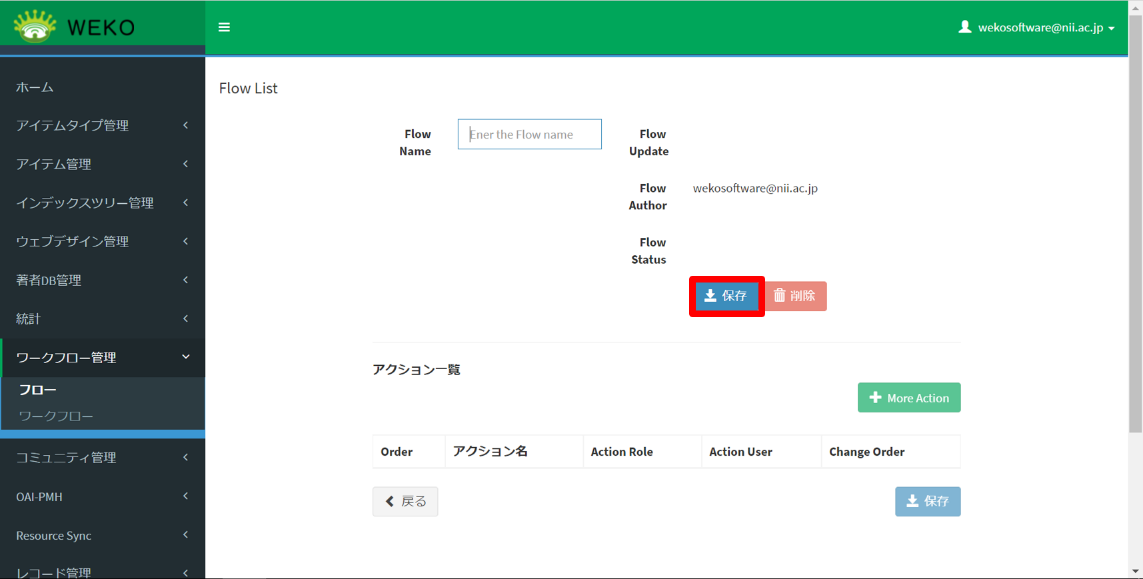 WEKO
wekosoftware@nii.ac.jp
ホーム
アイテムタイプ管理
アイテム管理
インデックスツリー管理
ウェブデザイン管理
著者DB管理
統計
ワークフロー管理
フロー
ワークフロー
コミュニティ管理
OAI-PMH
Resource Sync
レコード管理
Flow List
Flow
Name
Ener the Flow name
Flow
Update
Flow
Author
wekosoftware@nii.ac.jp
Flow
Status
保存
削除
アクション一覧
More Action
Order アクション名 Action Role Action User Change Order
戻る
保存